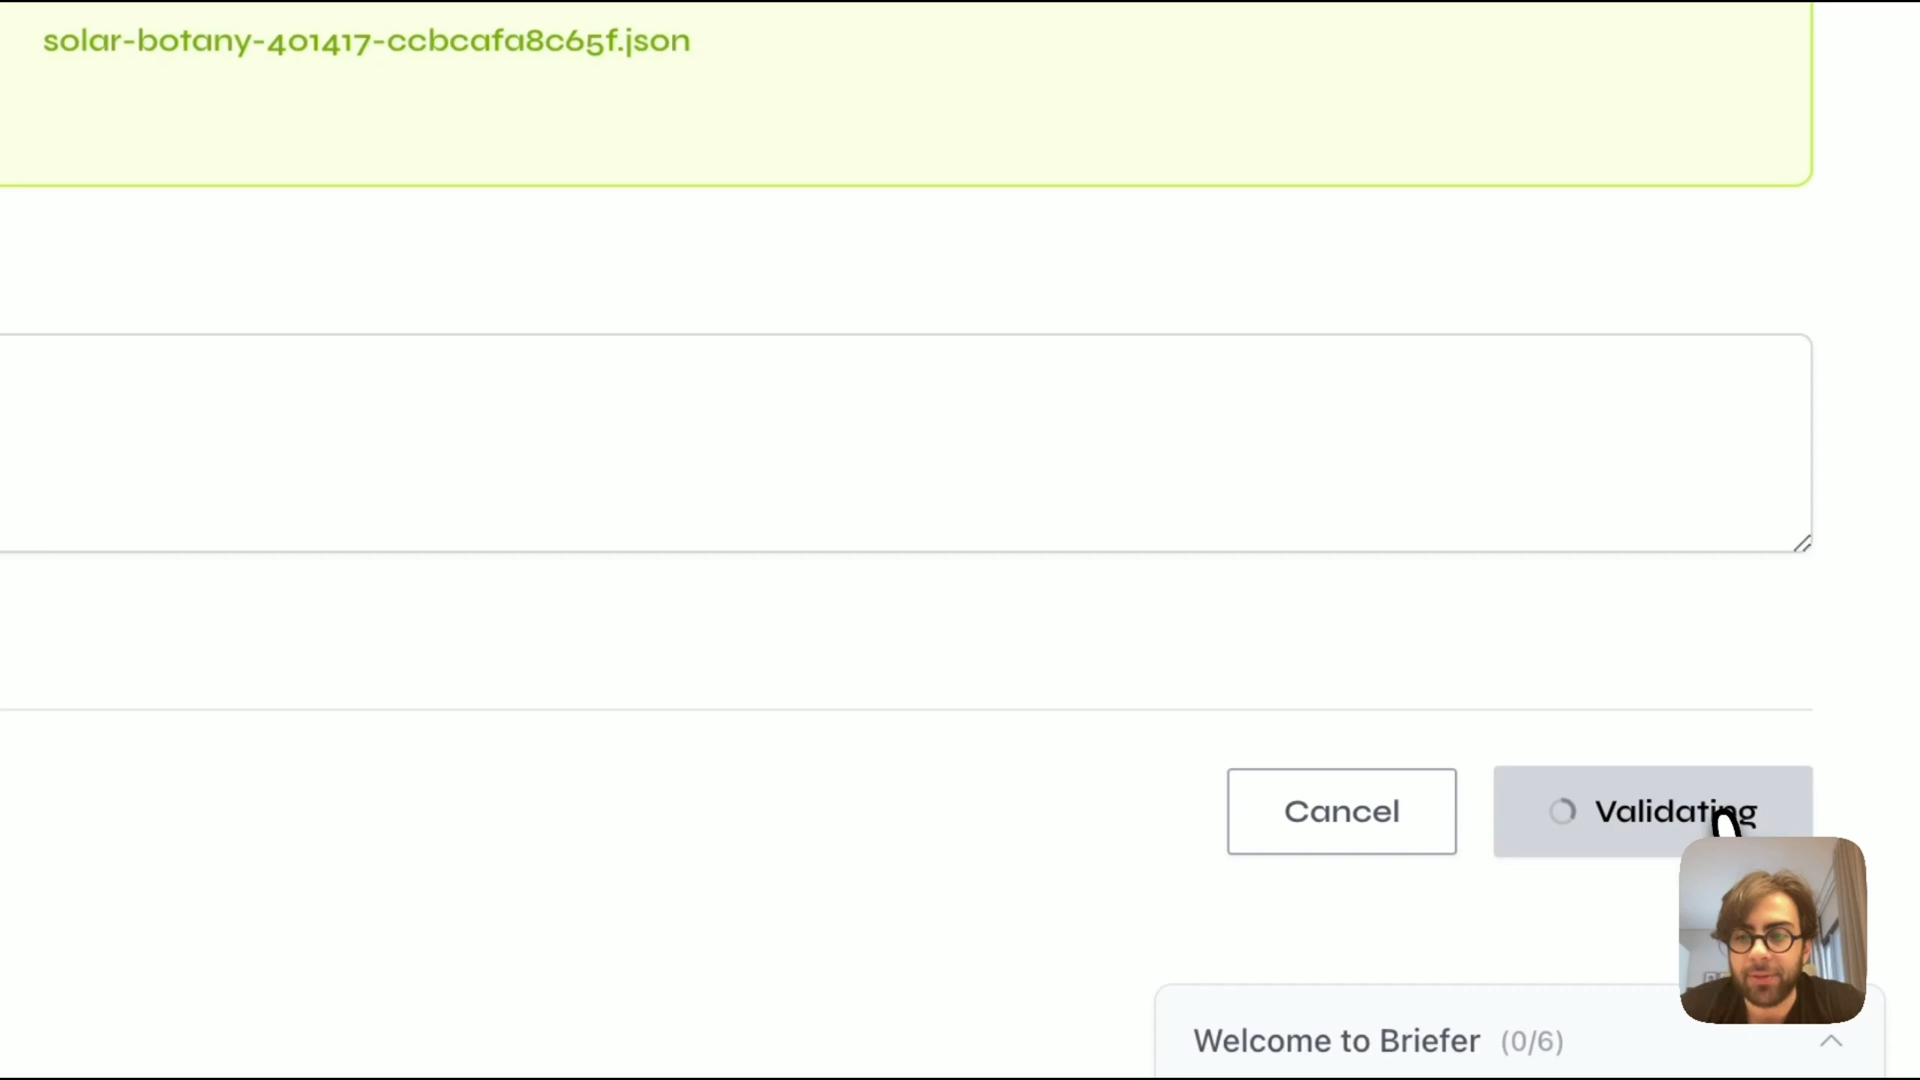 solar-botany-401417-ccbcafa8c65f.json
Cancel
Validating
Welcome to Briefer (0/6)